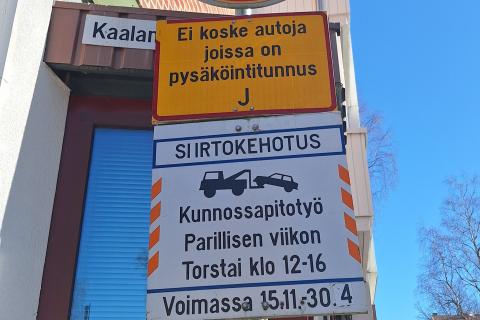 Kaalan
Ei koske autoja
joissa on
pysäköintitunnus
J
SIIRTOKEHOTUS
Kunnossapitotyö
Parillisen viikon
Torstai klo 12-16
Voimassa 15.11.-30.4